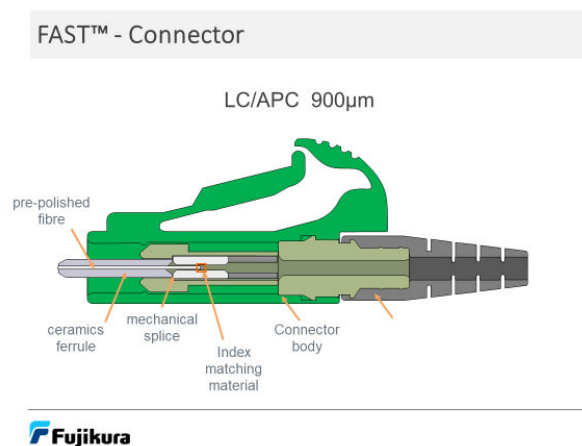 FAST™ - Connector
LC/APC 900µm
pre-polished
fibre
ceramics
ferrule
mechanical
splice
Index
matching
material
Connector
body
Fujikura